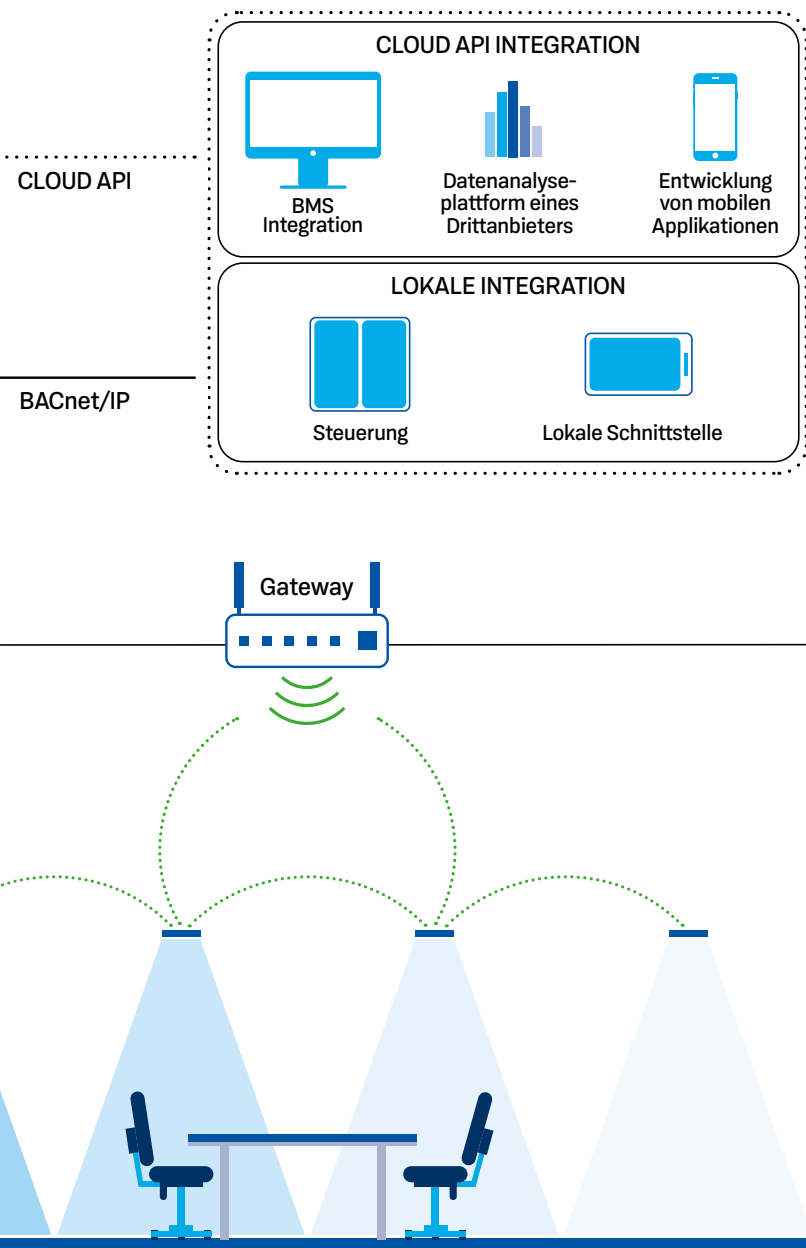 CLOUD API INTEGRATION
CLOUD API
BMS
Integration
Datenanalyse-
plattform eines
Drittanbieters
Entwicklung
von mobilen
Applikationen
LOKALE INTEGRATION
BACnet/IP
Steuerung
Lokale Schnittstelle
Gateway